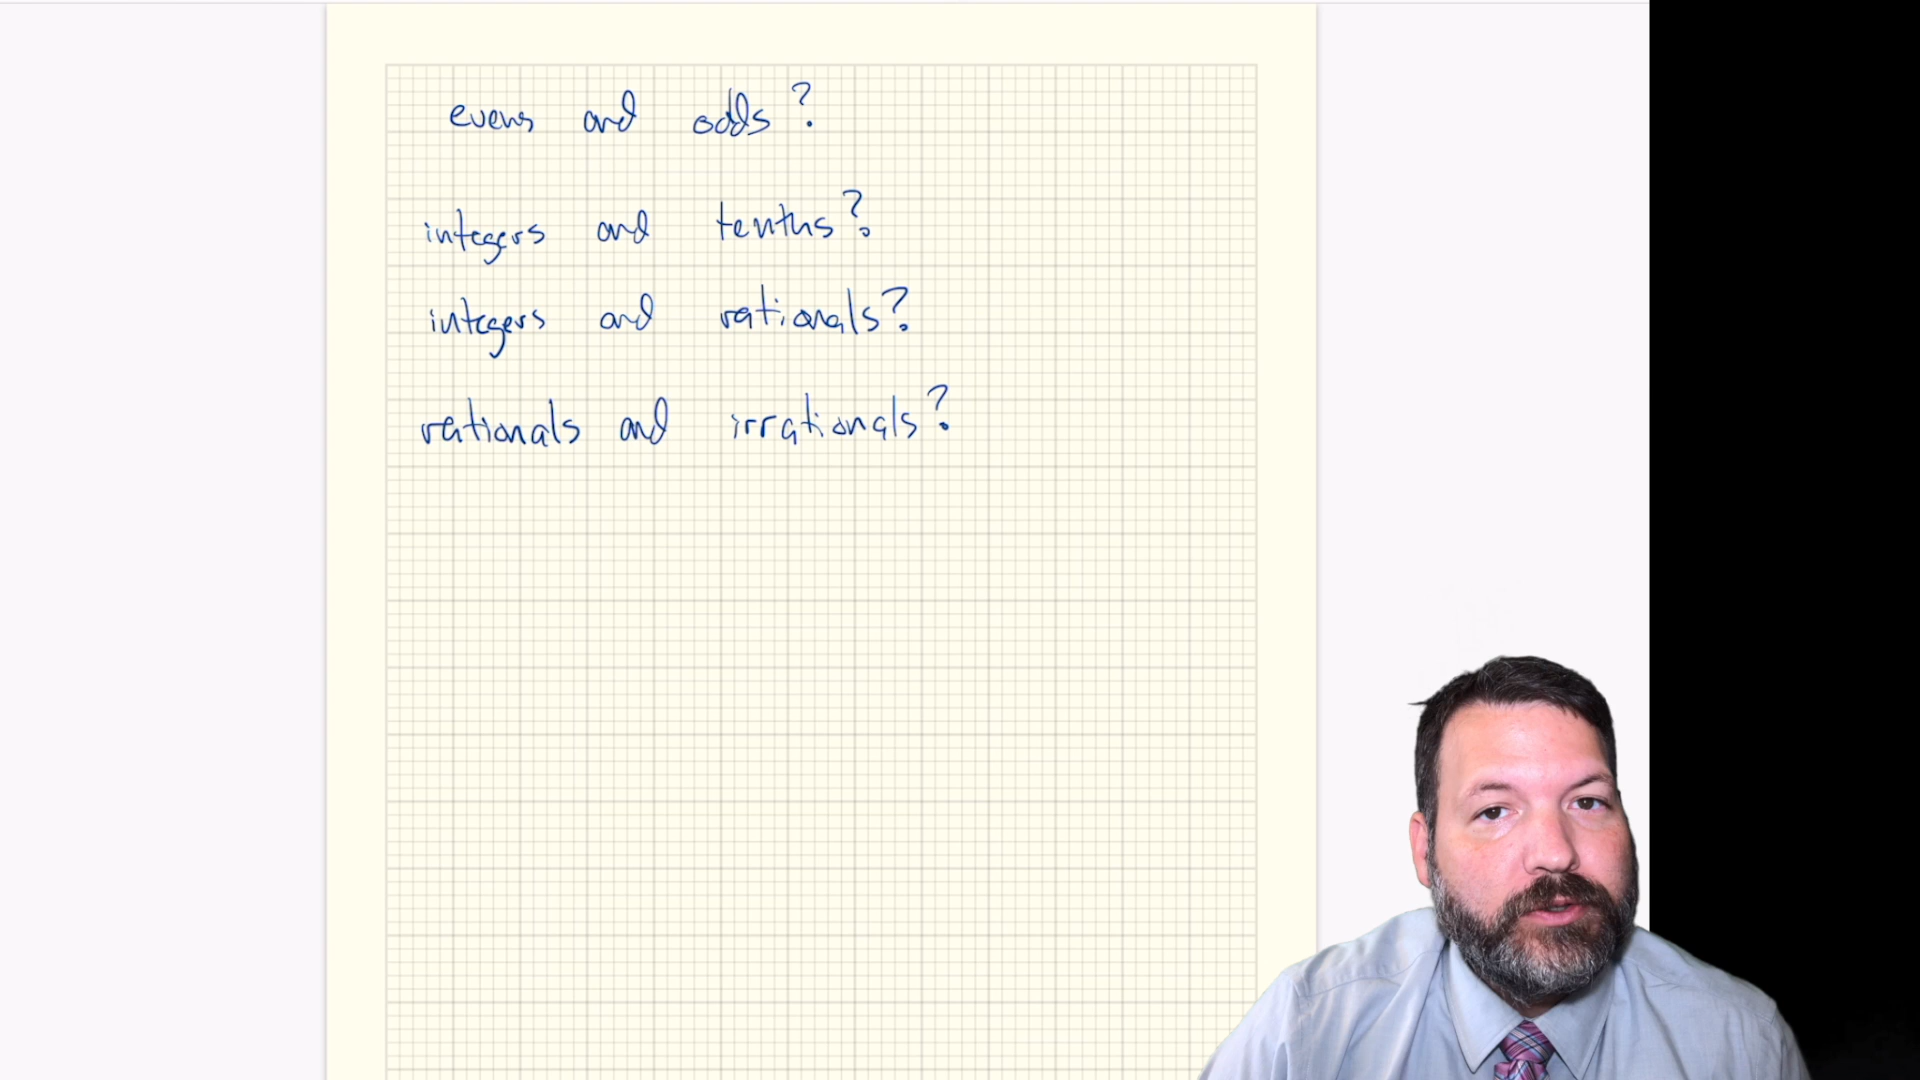 evens and odds?
integers and tenths?
integers and rationals?
rationals and irrationals?